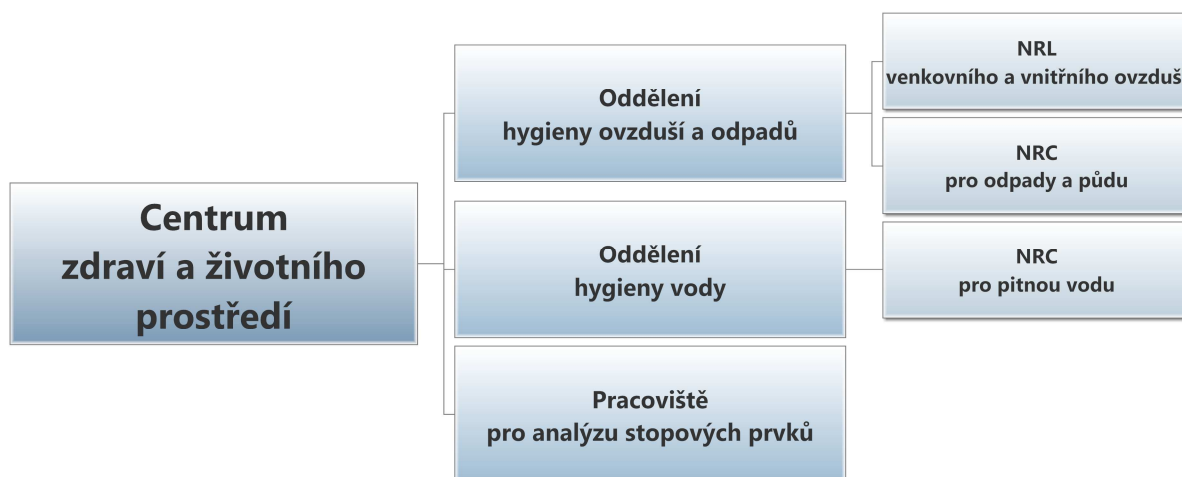 Centrum
zdraví a životního
prostředí
Oddělení
hygieny ovzduší a odpadů
NRL
venkovního a vnitřního ovzduš
NRC
pro odpady a půdu
Oddělení
hygieny vody
NRC
pro pitnou vodu
Pracoviště
pro analýzu stopových prvků